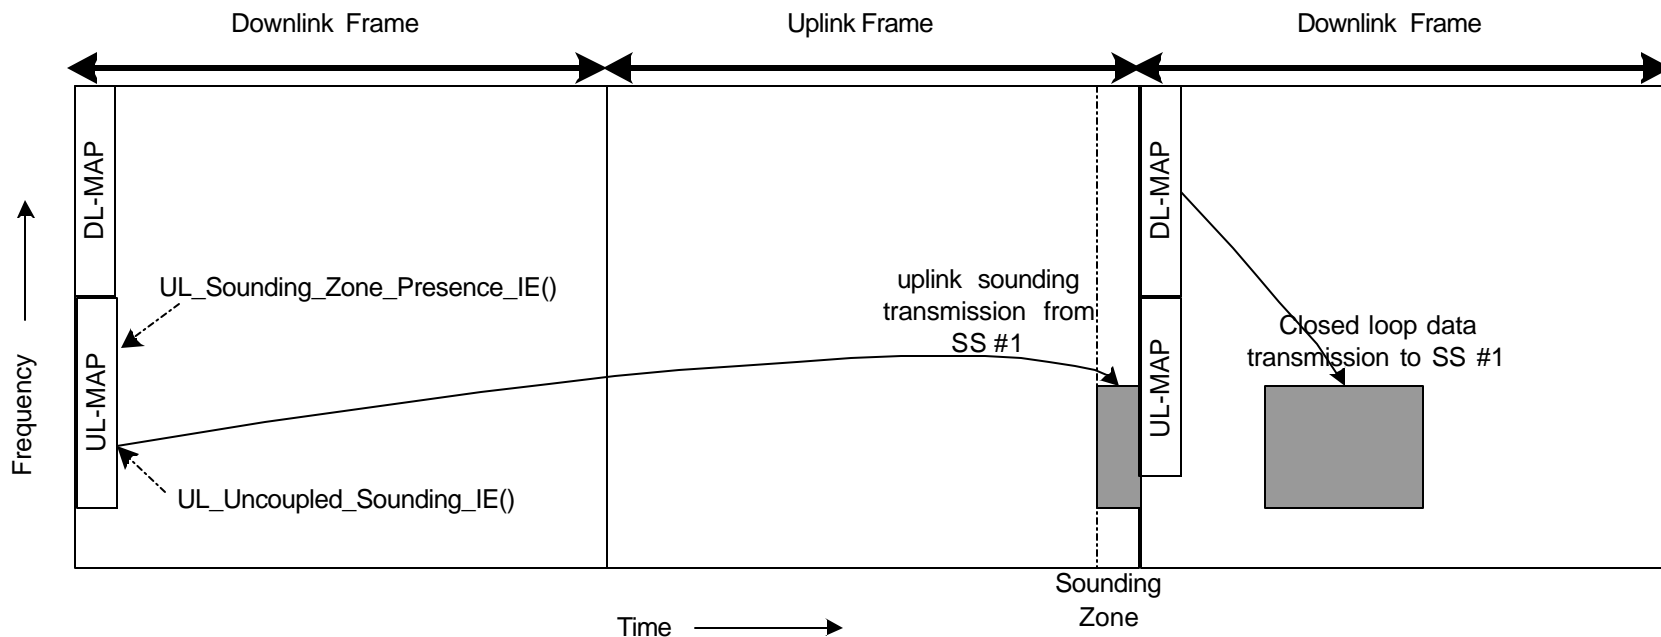 Downlink Frame
Uplink Frame
Downlink Frame
DL-MAP
UL-MAP
UL_Sounding_Zone_Presence_IE()
UL_Uncoupled_Sounding_IE()
uplink sounding
transmission from
SS #1
DL-MAP
UL-MAP
Closed loop data
transmission to SS #1
Frequency
Sounding
Zone
Time